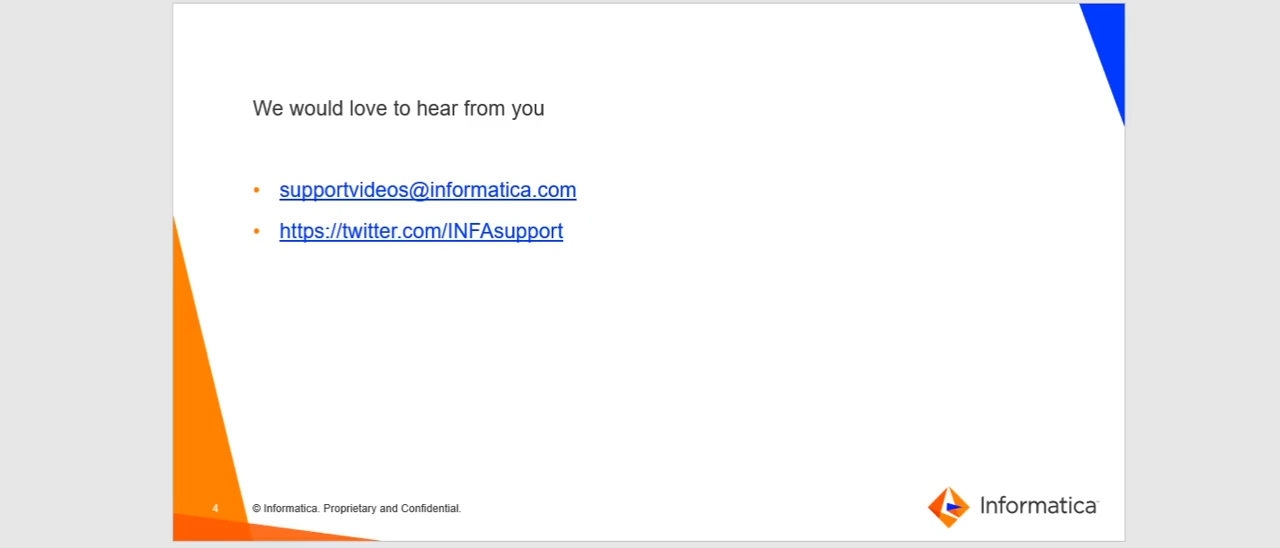 We would love to hear from you
• supportvideos@informatica.com
• https://twitter.com/INFAsupport
4 © Informatica. Proprietary and Confidential.
Informatica